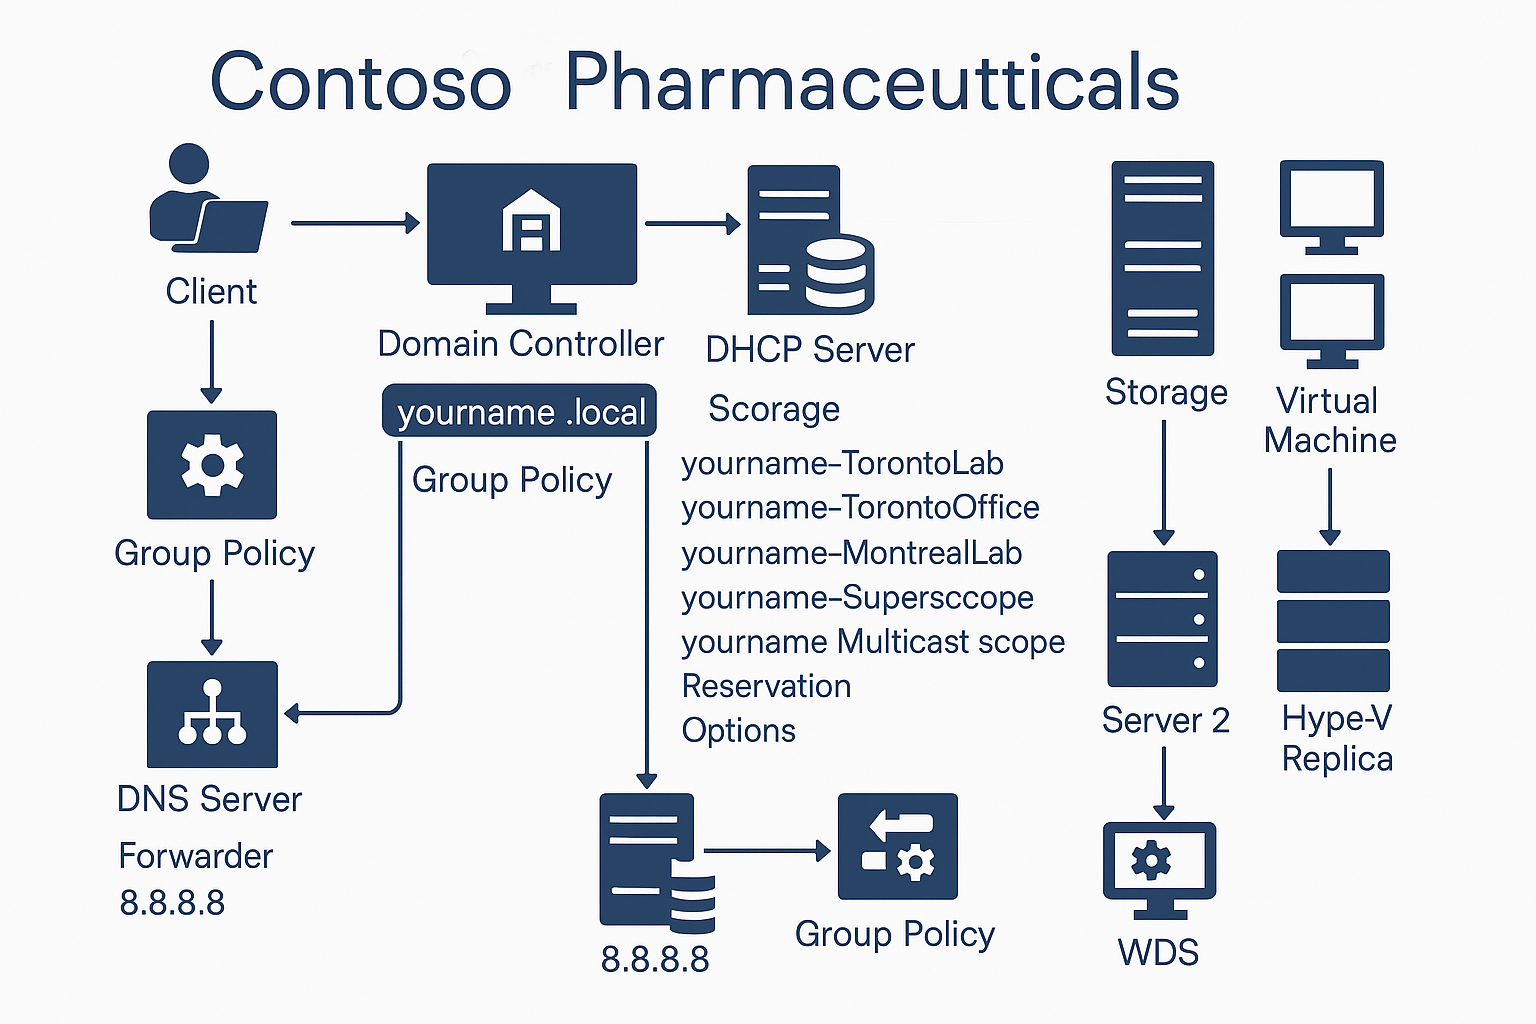 Contoso Pharmaceutticals
Client
Domain Controller
DHCP Server
Storage
Virtual
Machine
yourname .local
Scorage
Group Policy
yourname–TorontoLab
yourname–TorontoOffice
yourname–MontrealLab
yourname–Supersccope
yourname Multicast scope
Reservation
Options
Group Policy
DNS Server
Forwarder
8.8.8.8
8.8.8.8
Group Policy
Server 2
Hype-V
Replica
WDS